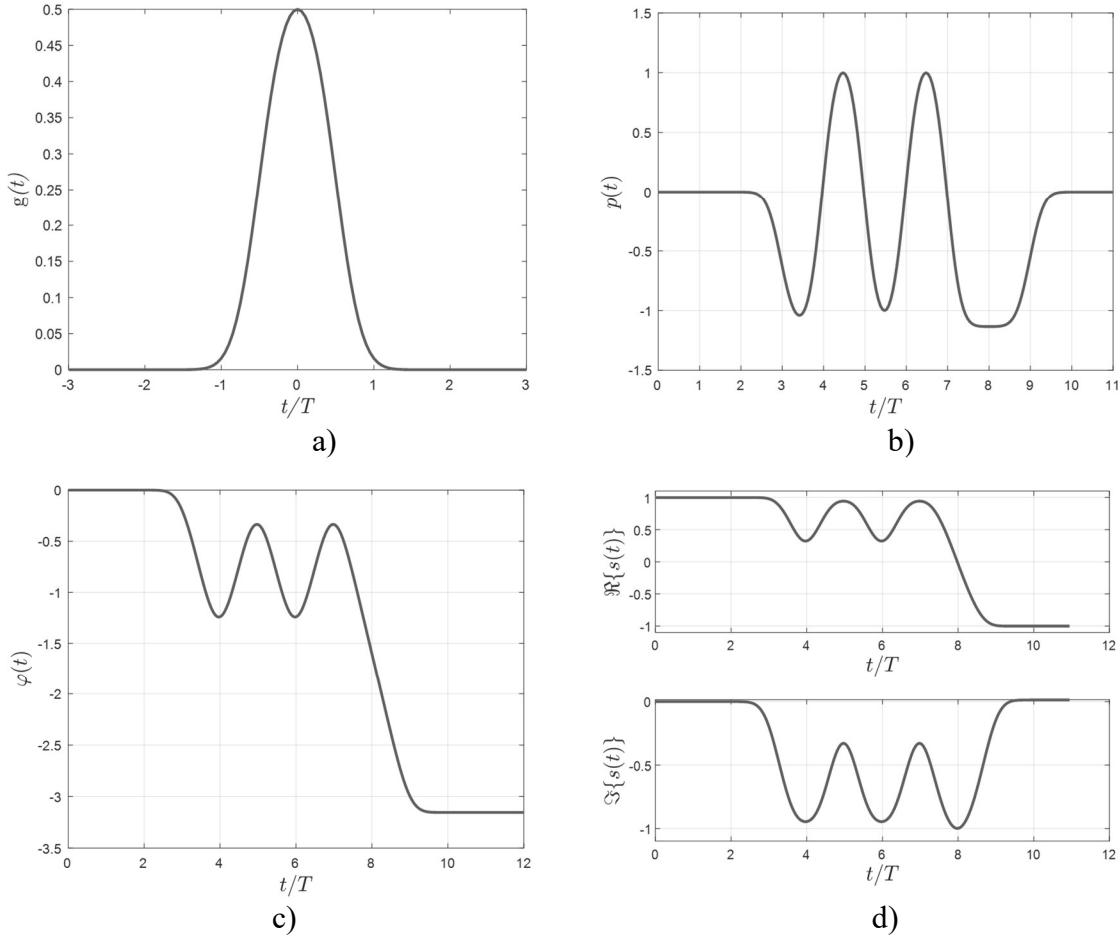 0.5
0.45
0.4
0.35
0.3
0.25
0.2
0.15
0.1
0.05
0
g(t)
-3 -2 -1 0 1 2 3
t/T
a)
1.5
1
0.5
0
-0.5
-1
-1.5
p(t)
0 1 2 3 4 5 6 7 8 9 10 11
t/T
b)
0
-0.5
-1
-1.5
-2
-2.5
-3
-3.5
φ(t)
0 2 4 6 8 10 12
t/T
c)
1
0.5
0
-0.5
-1
ℜ{s(t)}
0 2 4 6 8 10 12
t/T
0
-0.5
-1
ℑ{s(t)}
0 2 4 6 8 10 12
t/T
d)